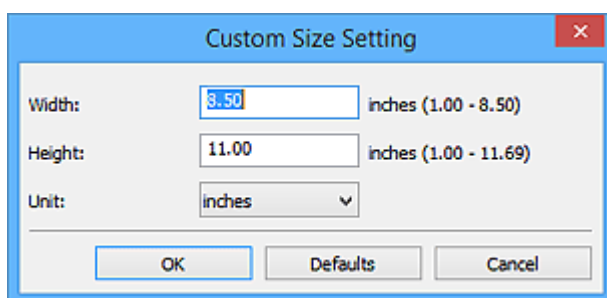 Custom Size Setting
Width: 8.50 inches (1.00 - 8.50)
Height: 11.00 inches (1.00 - 11.69)
Unit: inches
OK Defaults Cancel